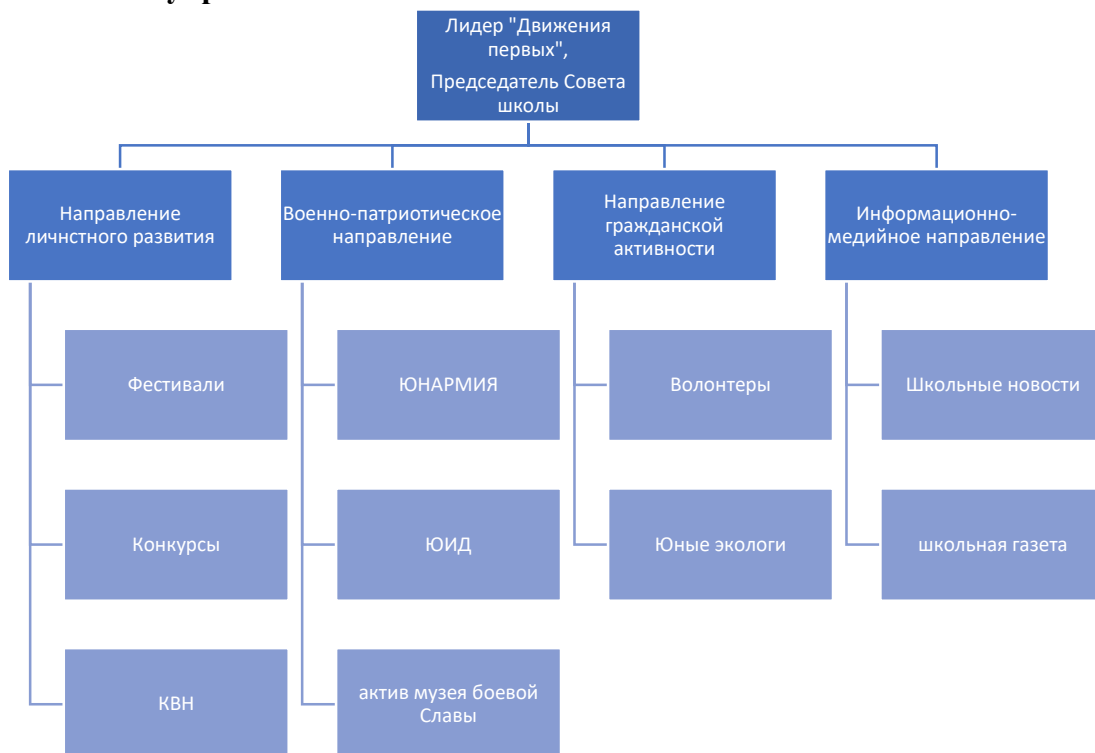 Лидер "Движения
первых",
Председатель Совета
школы
Направление
личнстного развития
Военно-патриотическое
направление
Направление
гражданской
активности
Информационно-
медийное направление
Фестивали
ЮНАРМИЯ
Волонтеры
Школьные новости
Конкурсы
ЮИД
Юные экологи
школьная газета
КВН
актив музея боевой
Славы